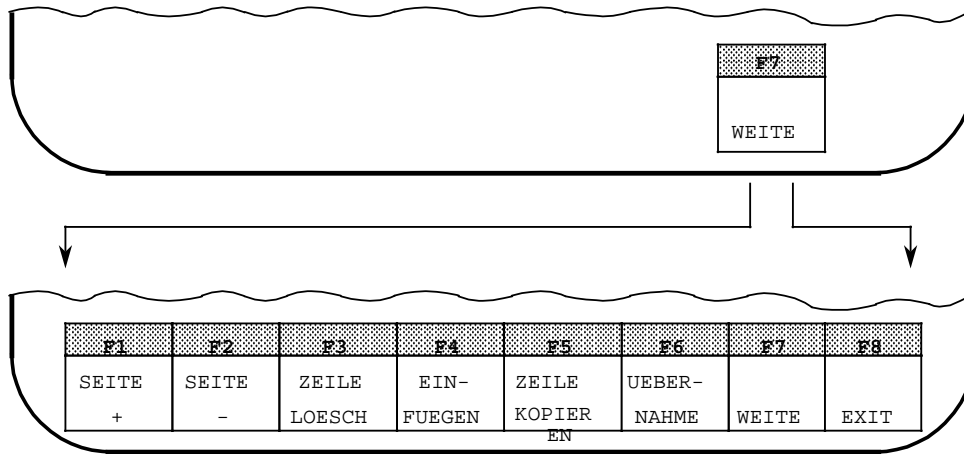 F7
WEITE
F1 F2 F3 F4 F5 F6 F7 F8
SEITE SEITE ZEILE EIN- ZEILE UEBER-
+ - LOESCH FUEGEN KOPIER NAHME WEITE EXIT
EN